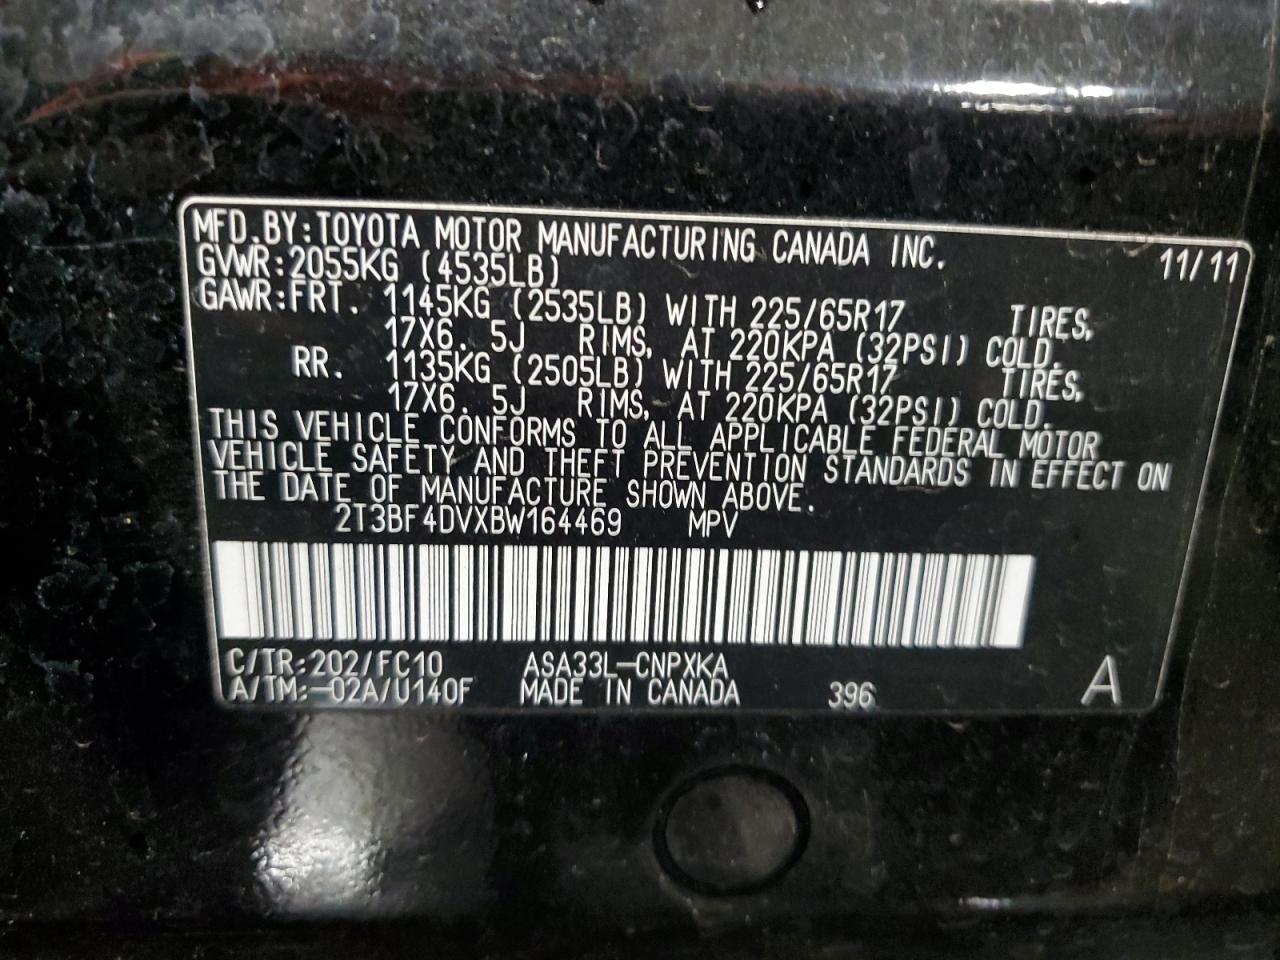 MFD.BY:TOYOTA MOTOR MANUFACTURING CANADA INC. 11/11
GVWR:2055KG (4535LB)
GAWR:FRT. 1145KG (2535LB) WITH 225/65R17 TIRES,
17X6.5J RIMS, AT 220KPA (32PSI) COLD.
RR. 1135KG (2505LB) WITH 225/65R17 TIRES,
17X6.5J RIMS, AT 220KPA (32PSI) COLD.
THIS VEHICLE CONFORMS TO ALL APPLICABLE FEDERAL MOTOR
VEHICLE SAFETY AND THEFT PREVENTION STANDARDS IN EFFECT ON
THE DATE OF MANUFACTURE SHOWN ABOVE.
2T3BF4DVXBW164469 MPV
C/TR:202/FC10 ASA33L-CNPXKA
A/TM:-02A/U140F MADE IN CANADA 396 A